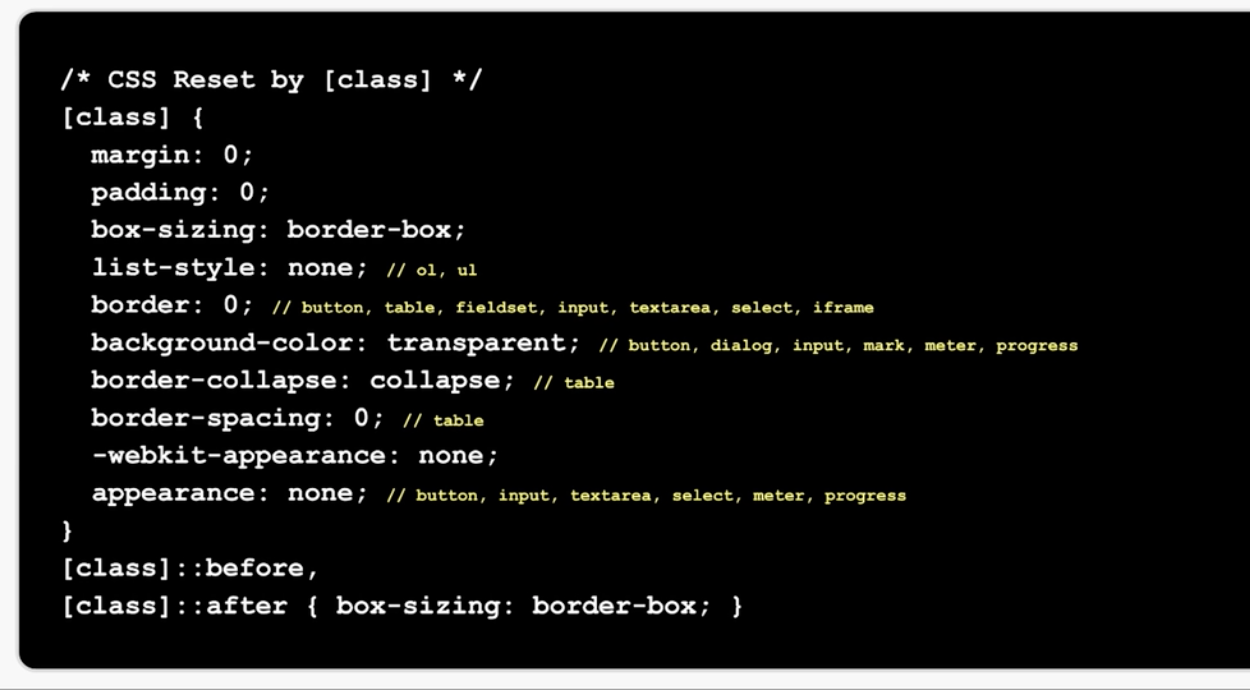 /* CSS Reset by [class] */
[class] {
  margin: 0;
  padding: 0;
  box-sizing: border-box;
  list-style: none; // ol, ul
  border: 0; // button, table, fieldset, input, textarea, select, iframe
  background-color: transparent; // button, dialog, input, mark, meter, progress
  border-collapse: collapse; // table
  border-spacing: 0; // table
  -webkit-appearance: none;
  appearance: none; // button, input, textarea, select, meter, progress
}
[class]::before,
[class]::after { box-sizing: border-box; }